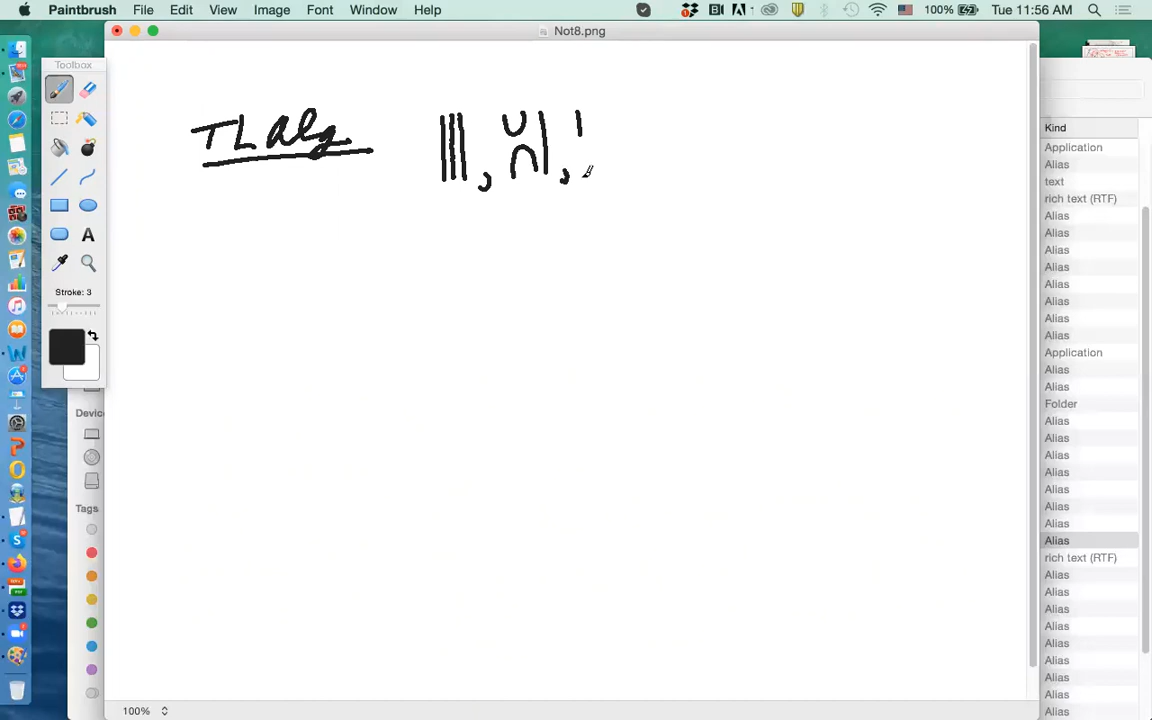 Paintbrush File Edit View Image Font Window Help 100% Tue 11:56 AM
Not8.png
Toolbox
TL Alg.
|||, ,
A
Stroke: 3
Kind
Application
Alias
text
rich text (RTF)
Alias
Alias
Alias
Alias
Alias
Alias
Alias
Alias
Application
Alias
Alias
Folder
Alias
Alias
Alias
Alias
Alias
Alias
Alias
Alias
rich text (RTF)
Alias
Alias
Alias
Alias
Alias
Alias
Alias
Alias
Alias
Device
Tags
100%